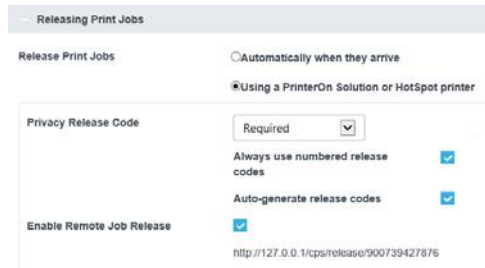 Releasing Print Jobs
Release Print Jobs
Automatically when they arrive
Using a PrinterOn Solution or HotSpot printer
Privacy Release Code
Required
Always use numbered release
codes
Auto-generate release codes
Enable Remote Job Release
http://127.0.0.1/cps/release/900739427876